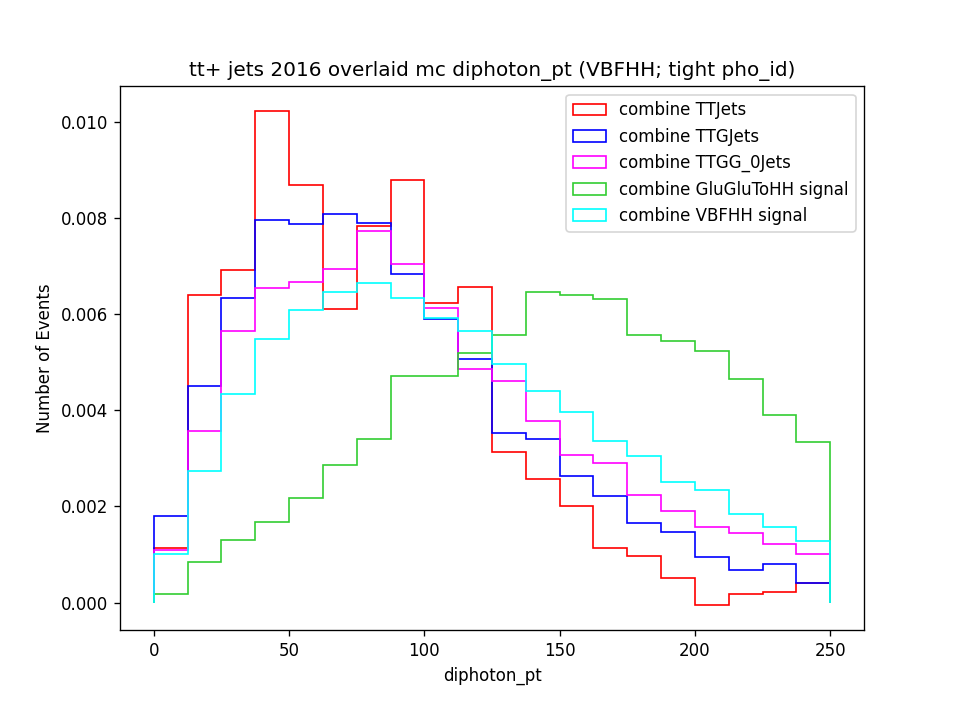 tt+ jets 2016 overlaid mc diphoton_pt (VBFHH; tight pho_id)
combine TTJets
combine TTGJets
combine TTGG_0Jets
combine GluGluToHH signal
combine VBFHH signal
0.010
0.008
0.006
0.004
0.002
0.000
Number of Events
0
50
100
150
200
250
diphoton_pt